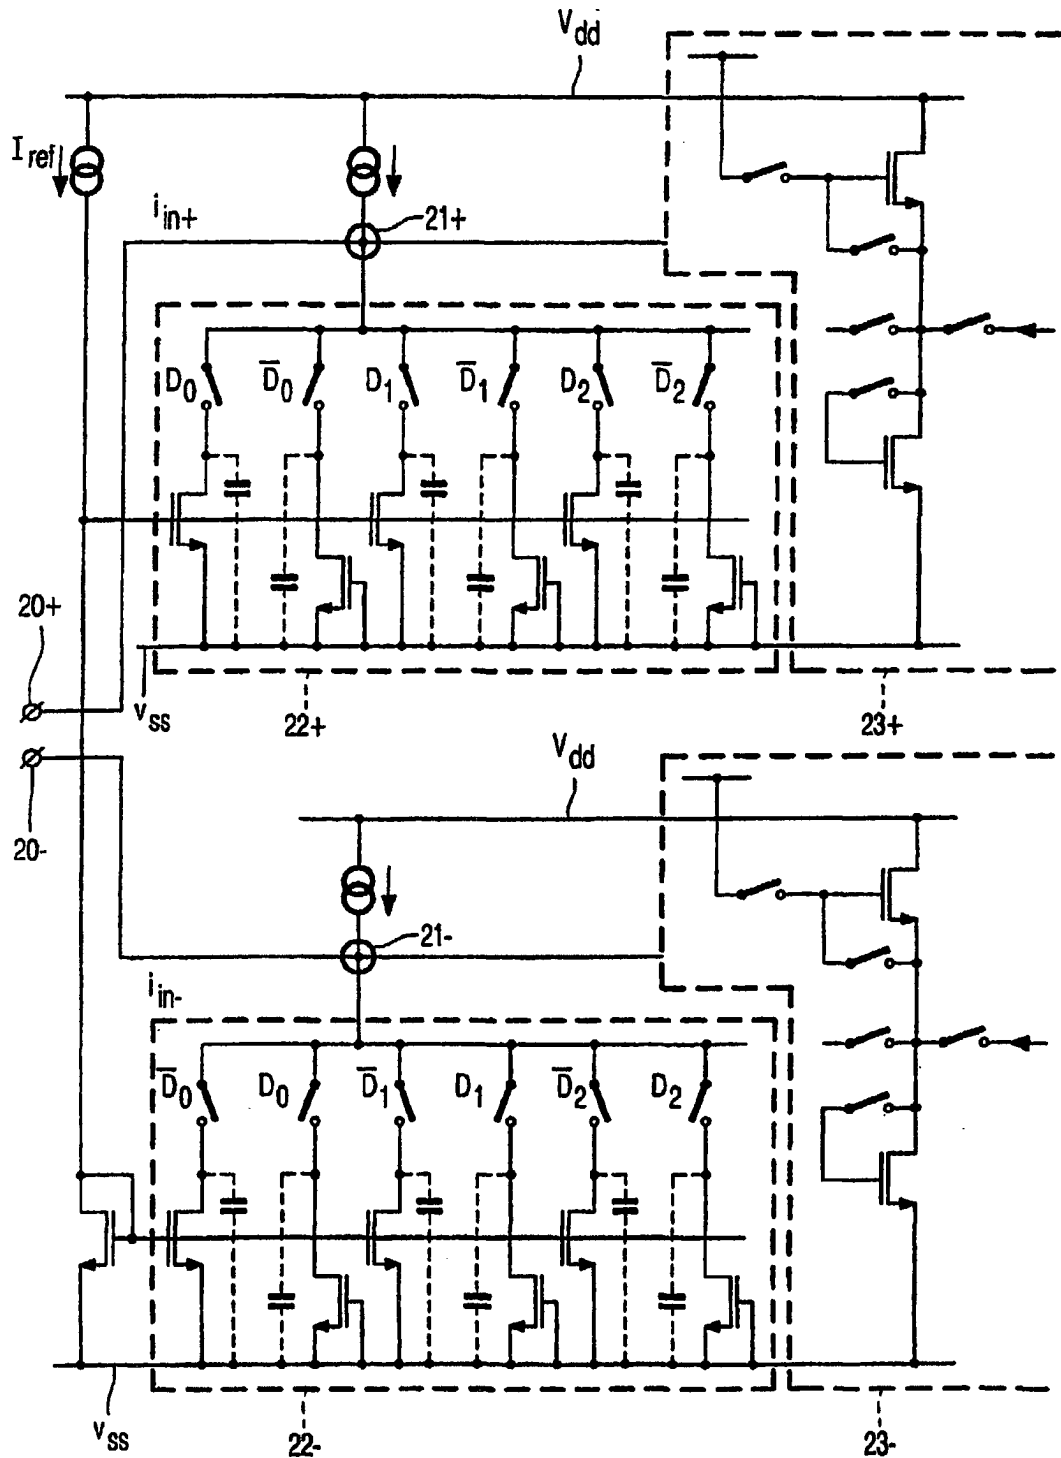 Vdd
Iref
iin+
21+
D0 D̅0 D1 D̅1 D2 D̅2
20+
vss
22+
23+
Vdd
20-
21-
iin-
D̅0 D0 D̅1 D1 D̅2 D2
vss
22-
23-